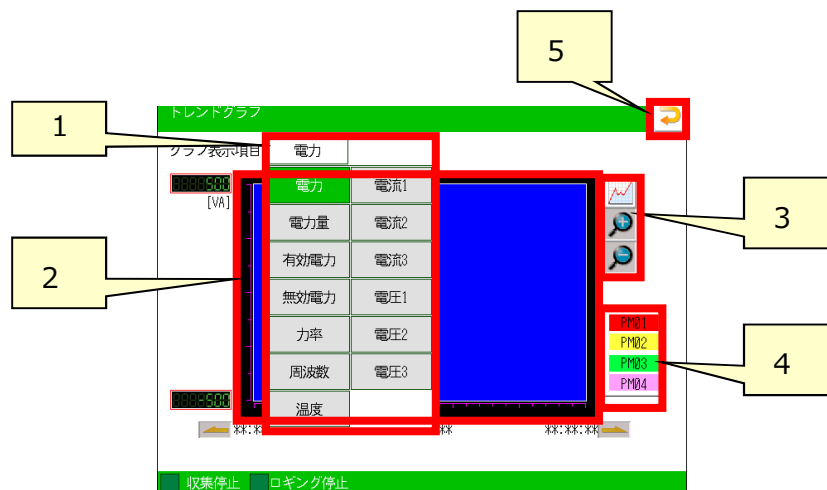 5
1
トレンドグラフ
グラフ表示項目 電力
電力 電流1
500
[VA]
電力量 電流2
有効電力 電流3
無効電力 電圧1
力率 電圧2
周波数 電圧3
温度
-500
2
3
PM01
PM02
PM03
PM04
4
**:** ** **:**:**
収集停止 ロギング停止